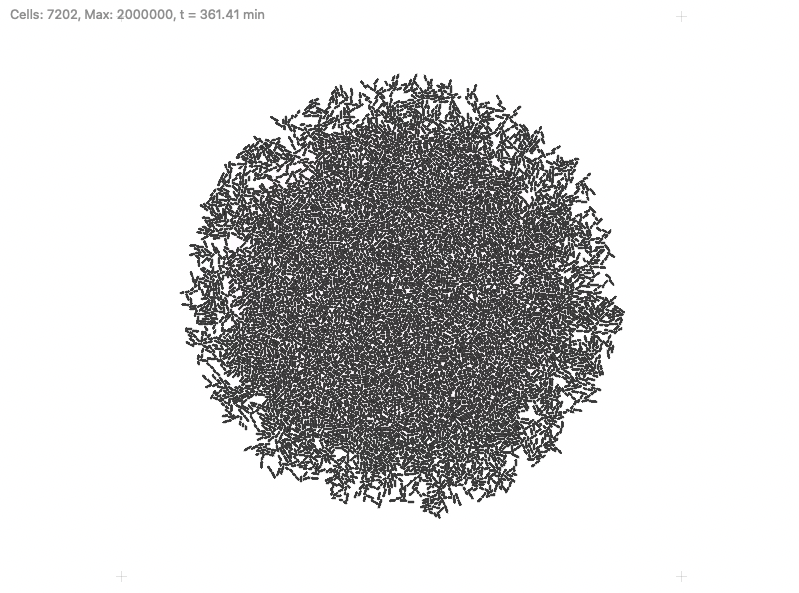 Cells: 7202, Max: 2000000, t = 361.41 min